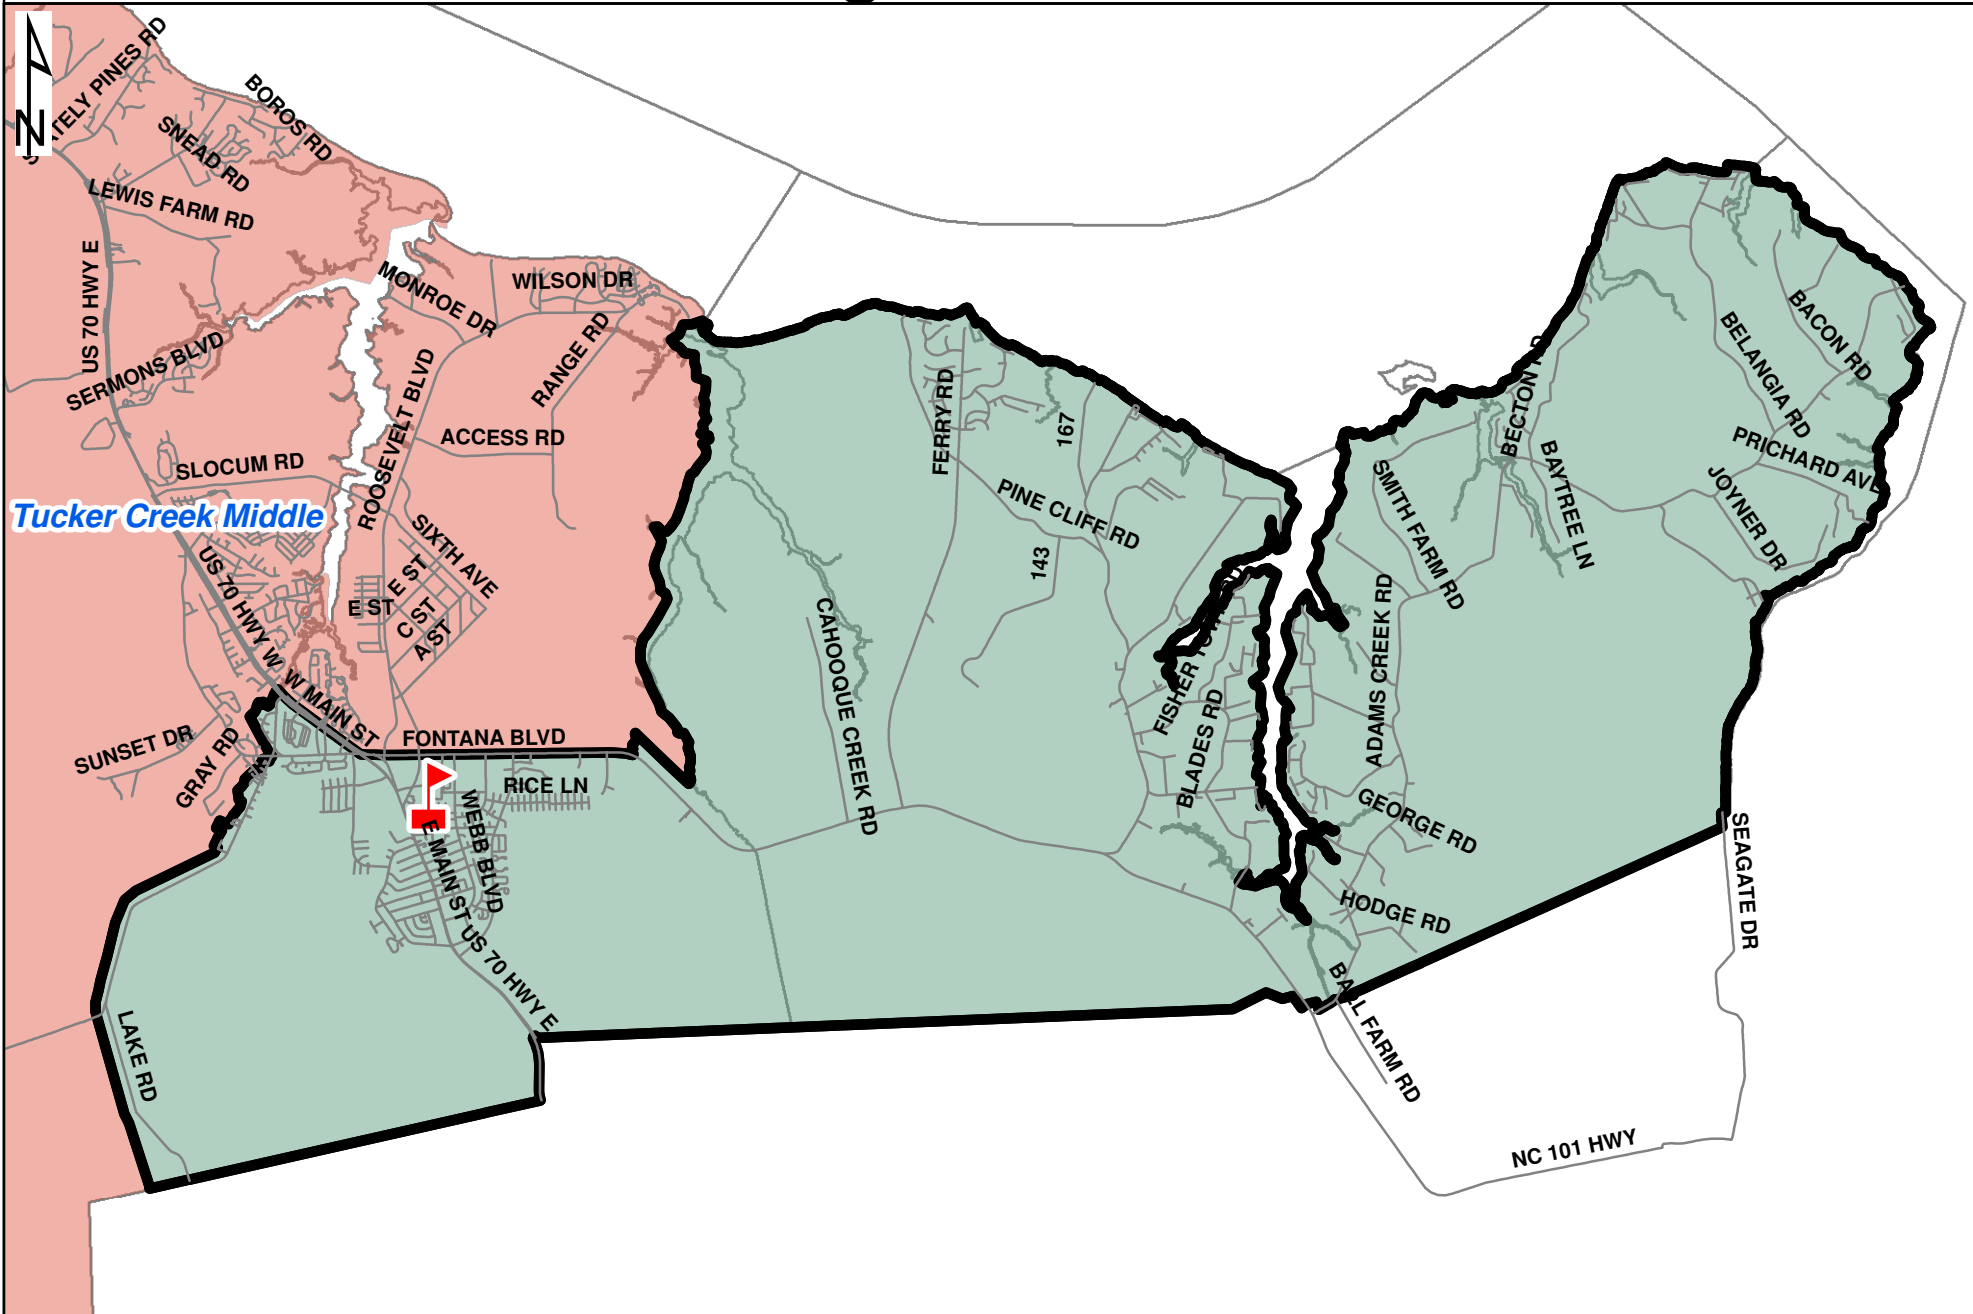 BOROS RD
SNEAD RD
LEWIS FARM RD
N
US 70 HWY E
MONROE DR
WILSON DR
RANGE RD
SERMONS BLVD
ROOSEVELT BLVD
ACCESS RD
SLOCUM RD
Tucker Creek Middle
SIXTH AVE
E ST
E ST
C ST
A ST
US 70 HWY W
W MAIN ST
FONTANA BLVD
SUNSET DR
GRAY RD
RICE LN
WEBB BLVD
E MAIN ST
US 70 HWY E
LAKE RD
FERRY RD
167
PINE CLIFF RD
143
CAHOOQUE CREEK RD
BLADES RD
SMITH FARM RD
ADAMS CREEK RD
BECTON RD
BAYTREE LN
BACON RD
BELANGIA RD
PRICHARD AVE
JOYNER DR
GEORGE RD
HODGE RD
SEAGATE DR
BALL FARM RD
NC 101 HWY